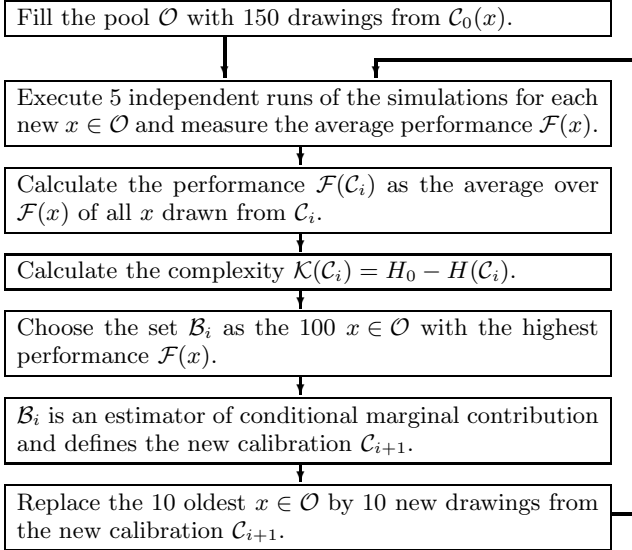 Fill the pool 𝒪 with 150 drawings from 𝒞₀(x).
Execute 5 independent runs of the simulations for each
new x ∈ 𝒪 and measure the average performance ℱ(x).
Calculate the performance ℱ(𝒞ᵢ) as the average over
ℱ(x) of all x drawn from 𝒞ᵢ.
Calculate the complexity 𝒦(𝒞ᵢ) = H₀ − H(𝒞ᵢ).
Choose the set ℬᵢ as the 100 x ∈ 𝒪 with the highest
performance ℱ(x).
ℬᵢ is an estimator of conditional marginal contribution
and defines the new calibration 𝒞ᵢ₊₁.
Replace the 10 oldest x ∈ 𝒪 by 10 new drawings from
the new calibration 𝒞ᵢ₊₁.